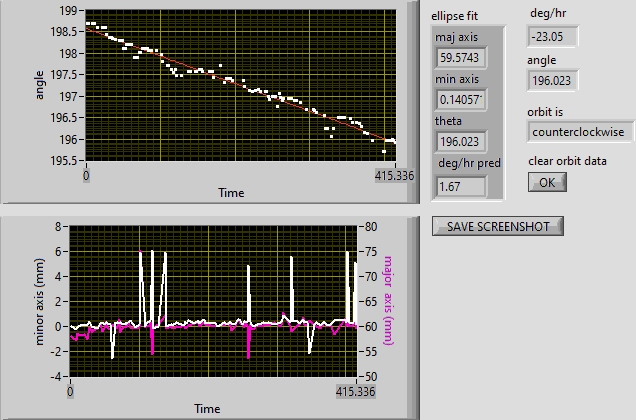 199
198.5
198
197.5
197
196.5
196
195.5
angle
0
415.336
Time
ellipse fit
maj axis
59.5743
min axis
0.14057
theta
196.023
deg/hr pred
1.67
deg/hr
-23.05
angle
196.023
orbit is
counterclockwise
clear orbit data
OK
SAVE SCREENSHOT
8
6
4
2
0
-2
-4
minor axis (mm)
80
75
70
65
60
55
50
major axis (mm)
0
415.336
Time